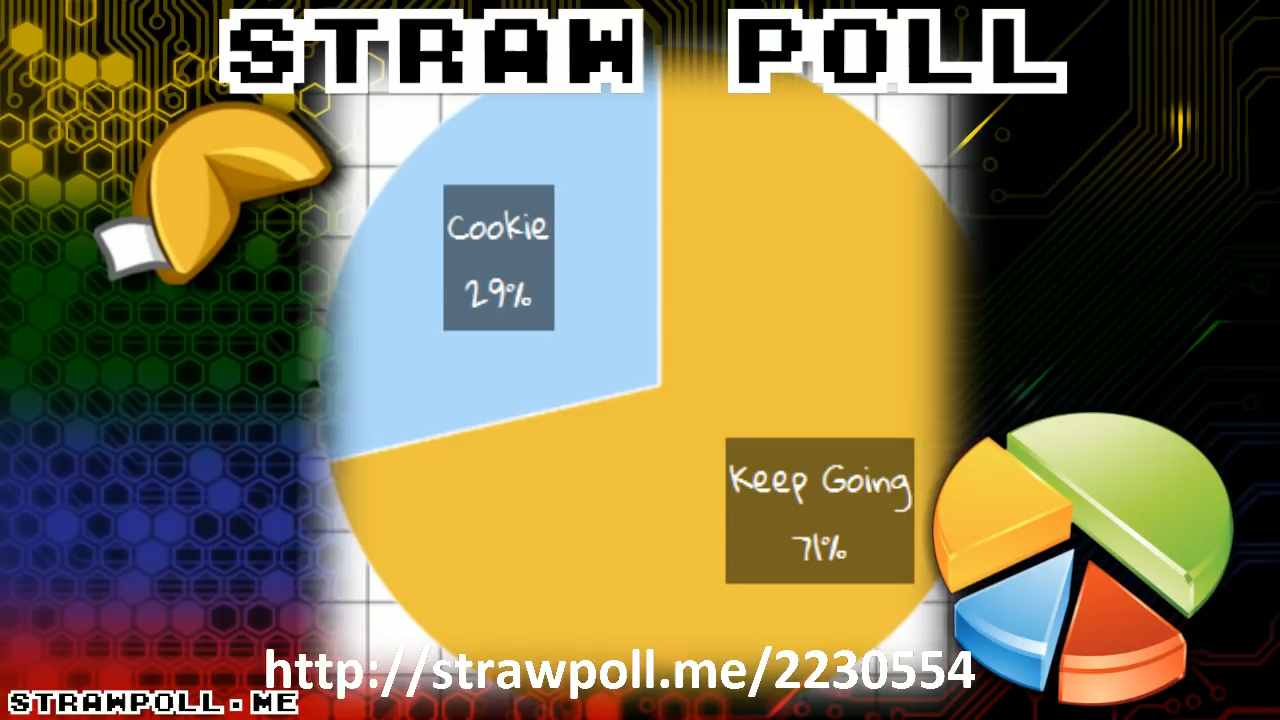 STRAW POLL
Cookie
29%
Keep Going
71%
http://strawpoll.me/2230554
STRAWPOLL.ME